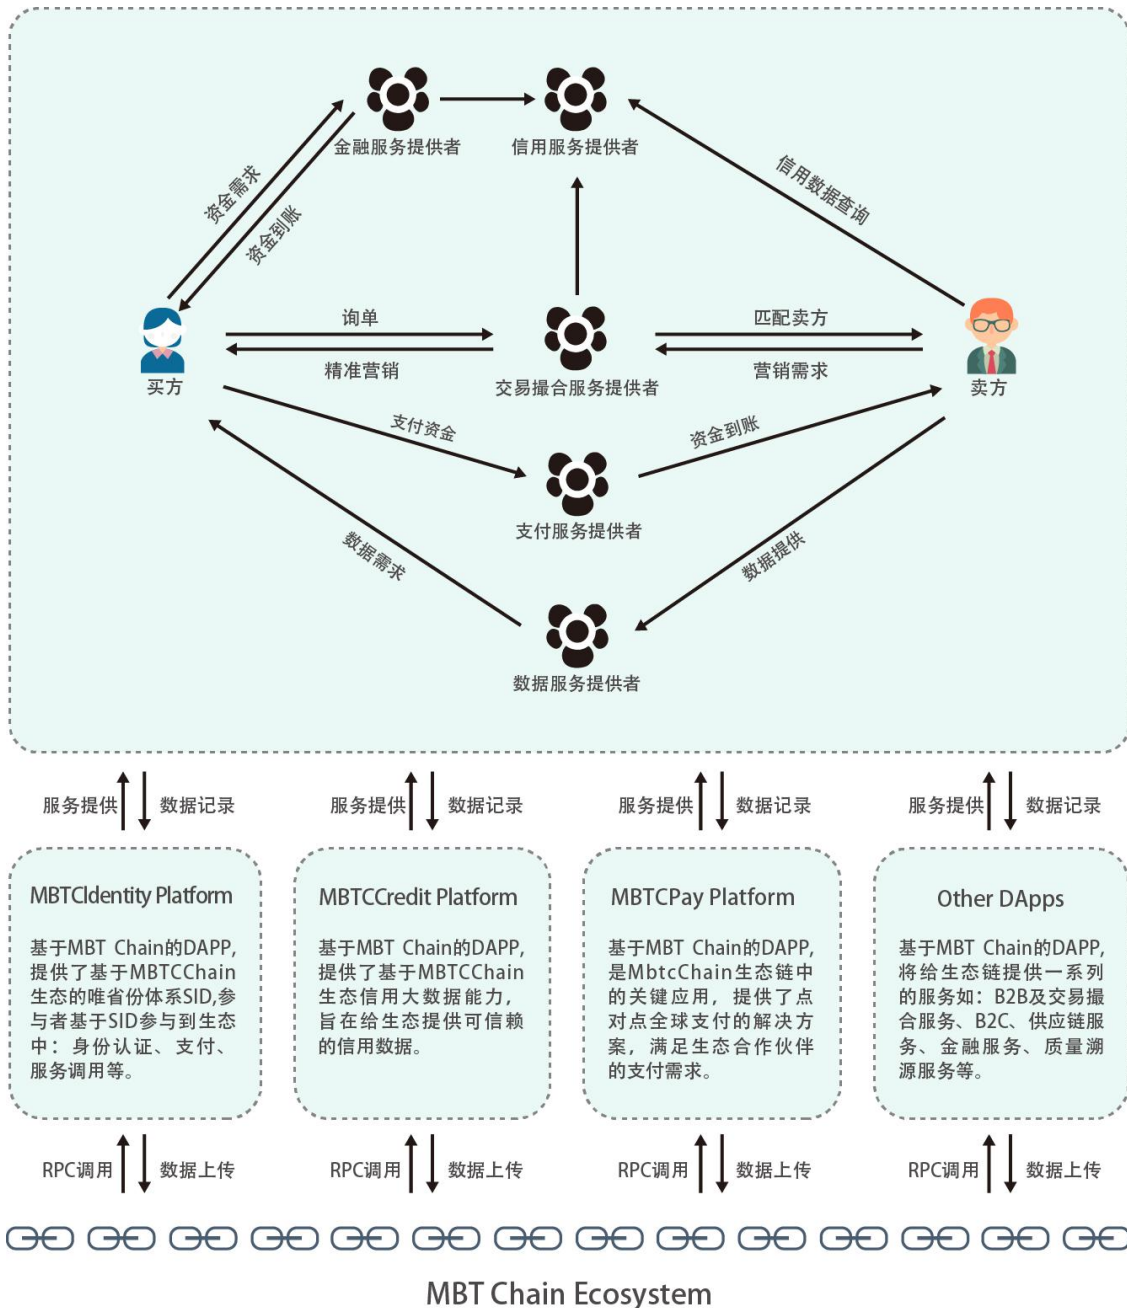 金融服务提供者
信用服务提供者
资金需求
资金到账
信用数据查询
询单
匹配卖方
精准营销
营销需求
买方
交易撮合服务提供者
卖方
支付资金
资金到账
支付服务提供者
数据需求
数据提供
数据服务提供者
服务提供
数据记录
服务提供
数据记录
服务提供
数据记录
服务提供
数据记录
MBTCIdentity Platform
基于MBT Chain的DAPP,
提供了基于MBTCChain
生态的唯省份体系SID,参
与者基于SID参与到生态
中：身份认证、支付、
服务调用等。
MBTCCredit Platform
基于MBT Chain的DAPP,
提供了基于MBTCChain
生态信用大数据能力，
旨在给生态提供可信赖
的信用数据。
MBTCPay Platform
基于MBT Chain的DAPP,
是MbtcChain生态链中
的关键应用，提供了点
对点全球支付的解决方
案，满足生态合作伙伴
的支付需求。
Other DApps
基于MBT Chain的DAPP,
将给生态链提供一系列
的服务如：B2B及交易撮
合服务、B2C、供应链服
务、金融服务、质量溯
源服务等。
RPC调用
数据上传
RPC调用
数据上传
RPC调用
数据上传
RPC调用
数据上传
MBT Chain Ecosystem